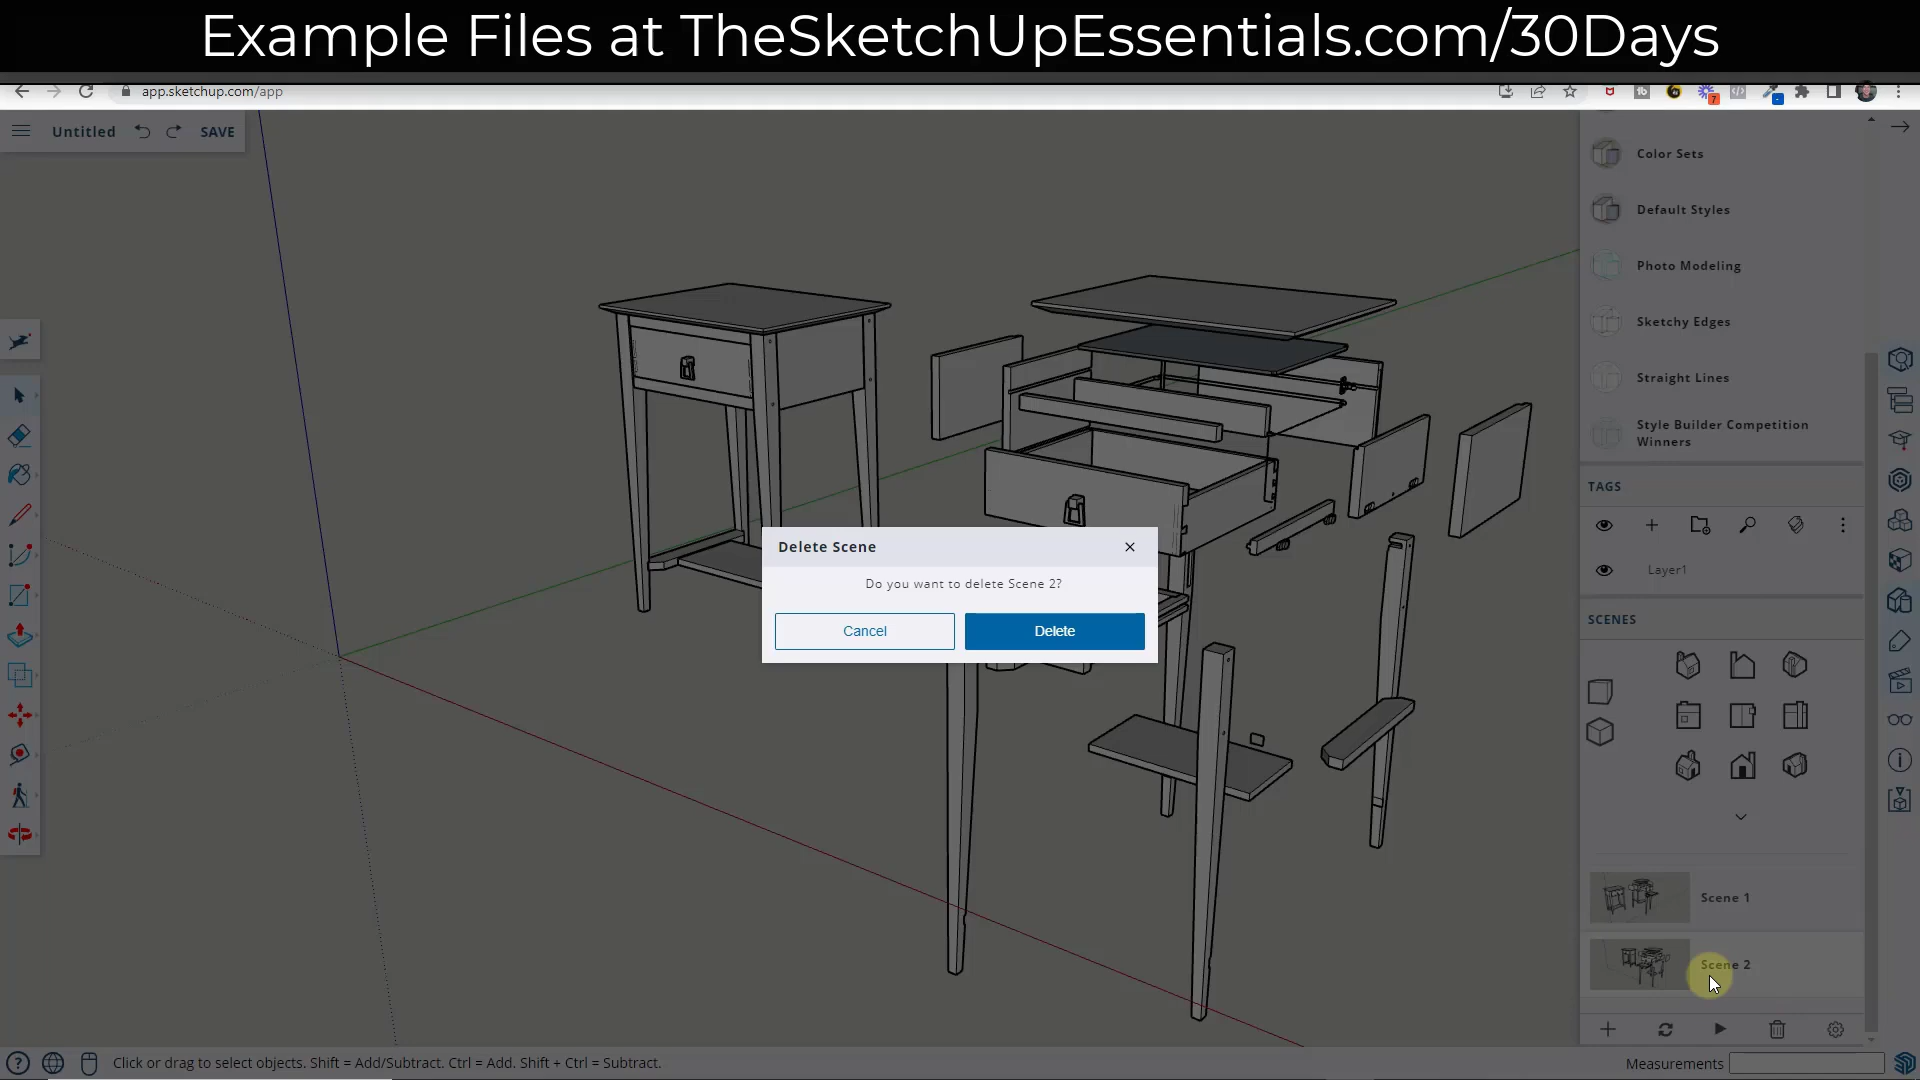 Example Files at TheSketchUpEssentials.com/30Days
app.sketchup.com/app
7
Untitled
SAVE
Color Sets
Default Styles
Photo Modeling
Sketchy Edges
Straight Lines
Style Builder Competition
Winners
TAGS
Layer1
SCENES
Delete Scene
Do you want to delete Scene 2?
Cancel
Delete
Scene 1
Scene 2
Click or drag to select objects. Shift = Add/Subtract. Ctrl = Add. Shift + Ctrl = Subtract.
Measurements